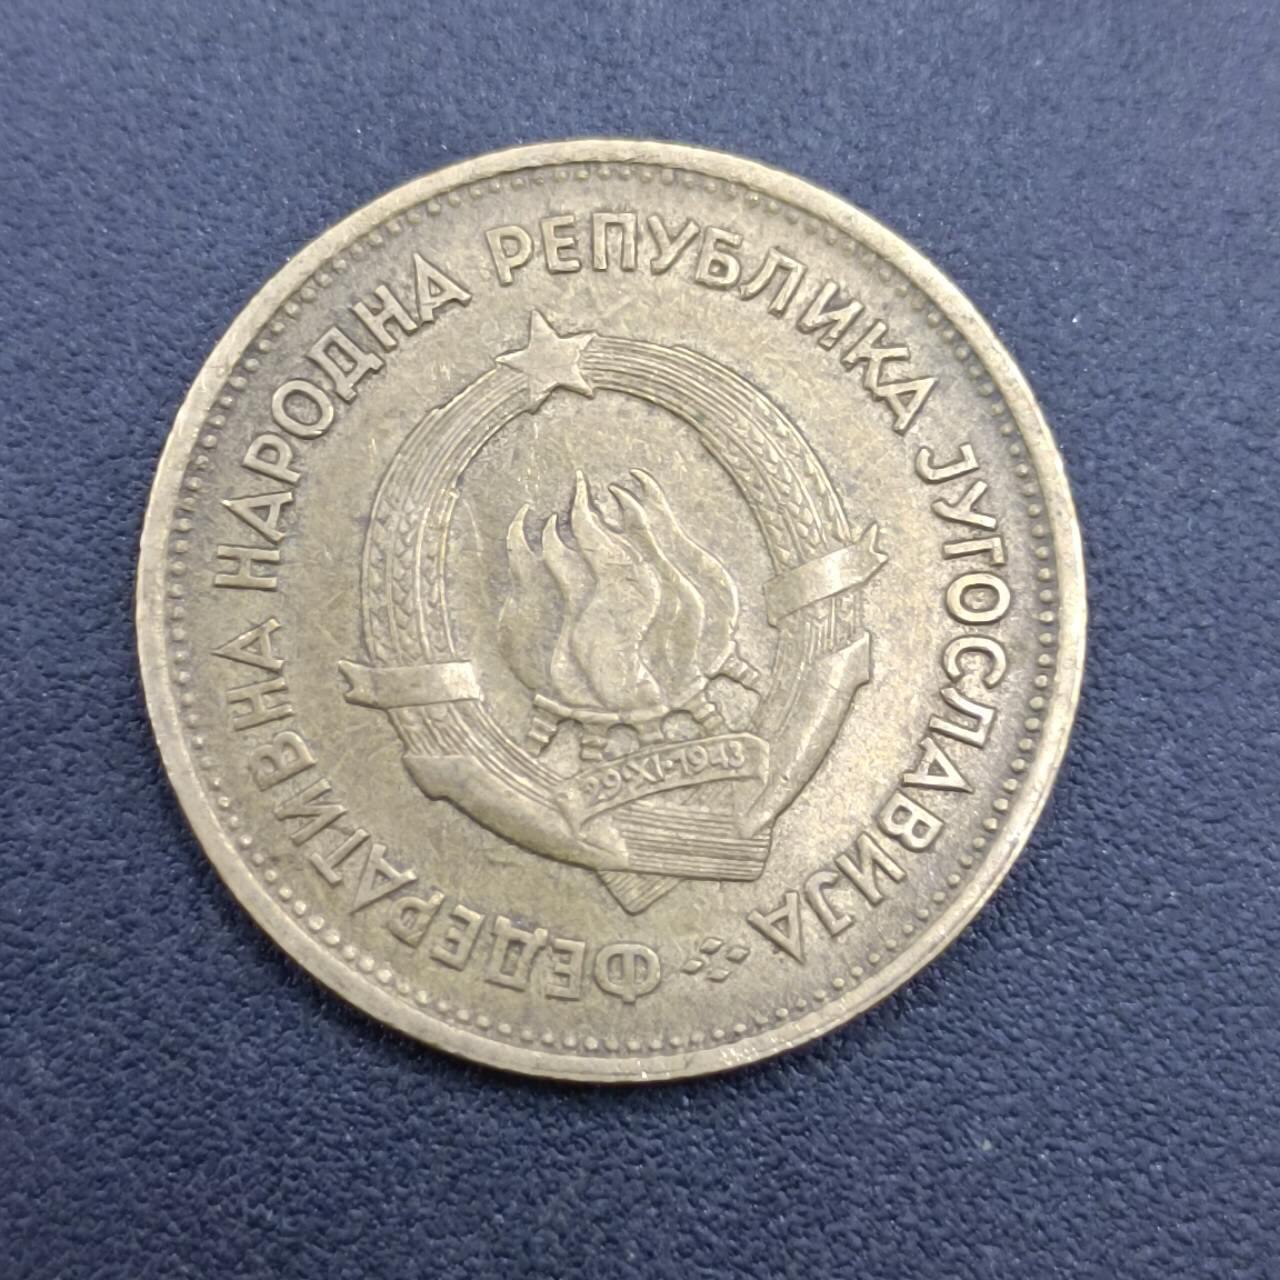 ФЕДЕРАТИВНА НАРОДНА РЕПУБЛИКА ЈУГОСЛАВИЈА
29·XI·1943